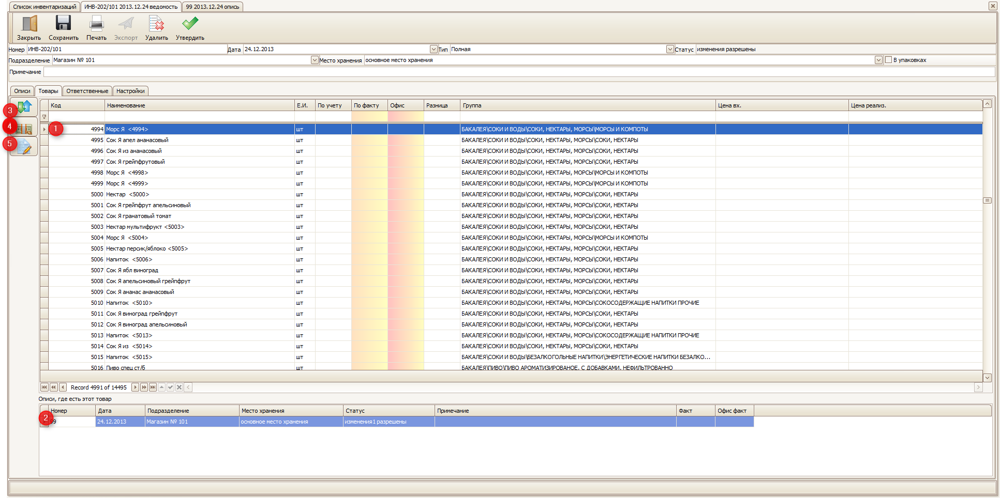 Список инвентаризаций ИНВ-202/101 2013.12.24 ведомость 99 2013.12.24 опись
Закрыть Сохранить Печать Экспорт Удалить Утвердить
Номер ИНВ-202/101 Дата 24.12.2013 Тип Полная Статус изменения разрешены
Подразделение Магазин № 101 Место хранения основное место хранения В упаковках
Примечание
Описи Товары Ответственные Настройки
Код Наименование Е.И. По учету По факту Офис Разница Группа Цена вх. Цена реализ.
3
4
5
1 4994 Морс Я <4994> шт БАКАЛЕЯ\СОКИ И ВОДЫ\СОКИ, НЕКТАРЫ, МОРСЫ\МОРСЫ И КОМПОТЫ
4995 Сок Я апел ананасовый шт БАКАЛЕЯ\СОКИ И ВОДЫ\СОКИ, НЕКТАРЫ, МОРСЫ\СОКИ, НЕКТАРЫ
4996 Сок Я из ананасовый шт БАКАЛЕЯ\СОКИ И ВОДЫ\СОКИ, НЕКТАРЫ, МОРСЫ\СОКИ, НЕКТАРЫ
4997 Сок Я грейпфрутовый шт БАКАЛЕЯ\СОКИ И ВОДЫ\СОКИ, НЕКТАРЫ, МОРСЫ\СОКИ, НЕКТАРЫ
4998 Морс Я <4998> шт БАКАЛЕЯ\СОКИ И ВОДЫ\СОКИ, НЕКТАРЫ, МОРСЫ\МОРСЫ И КОМПОТЫ
4999 Морс Я <4999> шт БАКАЛЕЯ\СОКИ И ВОДЫ\СОКИ, НЕКТАРЫ, МОРСЫ\МОРСЫ И КОМПОТЫ
5000 Нектар <5000> шт БАКАЛЕЯ\СОКИ И ВОДЫ\СОКИ, НЕКТАРЫ, МОРСЫ\СОКИ, НЕКТАРЫ
5001 Сок Я грейпфрут апельсиновый шт БАКАЛЕЯ\СОКИ И ВОДЫ\СОКИ, НЕКТАРЫ, МОРСЫ\СОКИ, НЕКТАРЫ
5002 Сок Я гранатовый томат шт БАКАЛЕЯ\СОКИ И ВОДЫ\СОКИ, НЕКТАРЫ, МОРСЫ\СОКИ, НЕКТАРЫ
5003 Нектар мультифрукт <5003> шт БАКАЛЕЯ\СОКИ И ВОДЫ\СОКИ, НЕКТАРЫ, МОРСЫ\СОКИ, НЕКТАРЫ
5004 Морс Я <5004> шт БАКАЛЕЯ\СОКИ И ВОДЫ\СОКИ, НЕКТАРЫ, МОРСЫ\МОРСЫ И КОМПОТЫ
5005 Нектар персик/яблоко <5005> шт БАКАЛЕЯ\СОКИ И ВОДЫ\СОКИ, НЕКТАРЫ, МОРСЫ\СОКИ, НЕКТАРЫ
5006 Напиток <5006> шт БАКАЛЕЯ\СОКИ И ВОДЫ\СОКИ, НЕКТАРЫ, МОРСЫ\СОКИ, НЕКТАРЫ
5007 Сок Я ябл виноград шт БАКАЛЕЯ\СОКИ И ВОДЫ\СОКИ, НЕКТАРЫ, МОРСЫ\СОКИ, НЕКТАРЫ
5008 Сок Я апельсиновый грейпфрут шт БАКАЛЕЯ\СОКИ И ВОДЫ\СОКИ, НЕКТАРЫ, МОРСЫ\СОКИ, НЕКТАРЫ
5009 Сок Я ананас ананасовый шт БАКАЛЕЯ\СОКИ И ВОДЫ\СОКИ, НЕКТАРЫ, МОРСЫ\СОКИ, НЕКТАРЫ
5010 Напиток <5010> шт БАКАЛЕЯ\СОКИ И ВОДЫ\СОКИ, НЕКТАРЫ, МОРСЫ\СОКОСОДЕРЖАЩИЕ НАПИТКИ ПРОЧИЕ
5011 Сок Я виноград грейпфрут шт БАКАЛЕЯ\СОКИ И ВОДЫ\СОКИ, НЕКТАРЫ, МОРСЫ\СОКИ, НЕКТАРЫ
5012 Сок Я виноград апельсиновый шт БАКАЛЕЯ\СОКИ И ВОДЫ\СОКИ, НЕКТАРЫ, МОРСЫ\СОКИ, НЕКТАРЫ
5013 Напиток <5013> шт БАКАЛЕЯ\СОКИ И ВОДЫ\СОКИ, НЕКТАРЫ, МОРСЫ\СОКОСОДЕРЖАЩИЕ НАПИТКИ ПРОЧИЕ
5014 Сок Я из <5014> шт БАКАЛЕЯ\СОКИ И ВОДЫ\СОКИ, НЕКТАРЫ, МОРСЫ\СОКИ, НЕКТАРЫ
5015 Напиток <5015> шт БАКАЛЕЯ\СОКИ И ВОДЫ\БЕЗАЛКОГОЛЬНЫЕ НАПИТКИ\ЭНЕРГЕТИЧЕСКИЕ НАПИТКИ БЕЗАЛКО...
5016 Пиво спец ст/б шт БАКАЛЕЯ\ПИВО\ПИВО АРОМАТИЗИРОВАНОЕ, С ДОБАВКАМИ, НЕФИЛЬТРОВАННО
Record 4991 of 14495
Описи, где есть этот товар
Номер Дата Подразделение Место хранения Статус Примечание Факт Офис факт
2 99 24.12.2013 Магазин № 101 основное место хранения изменения1 разрешены